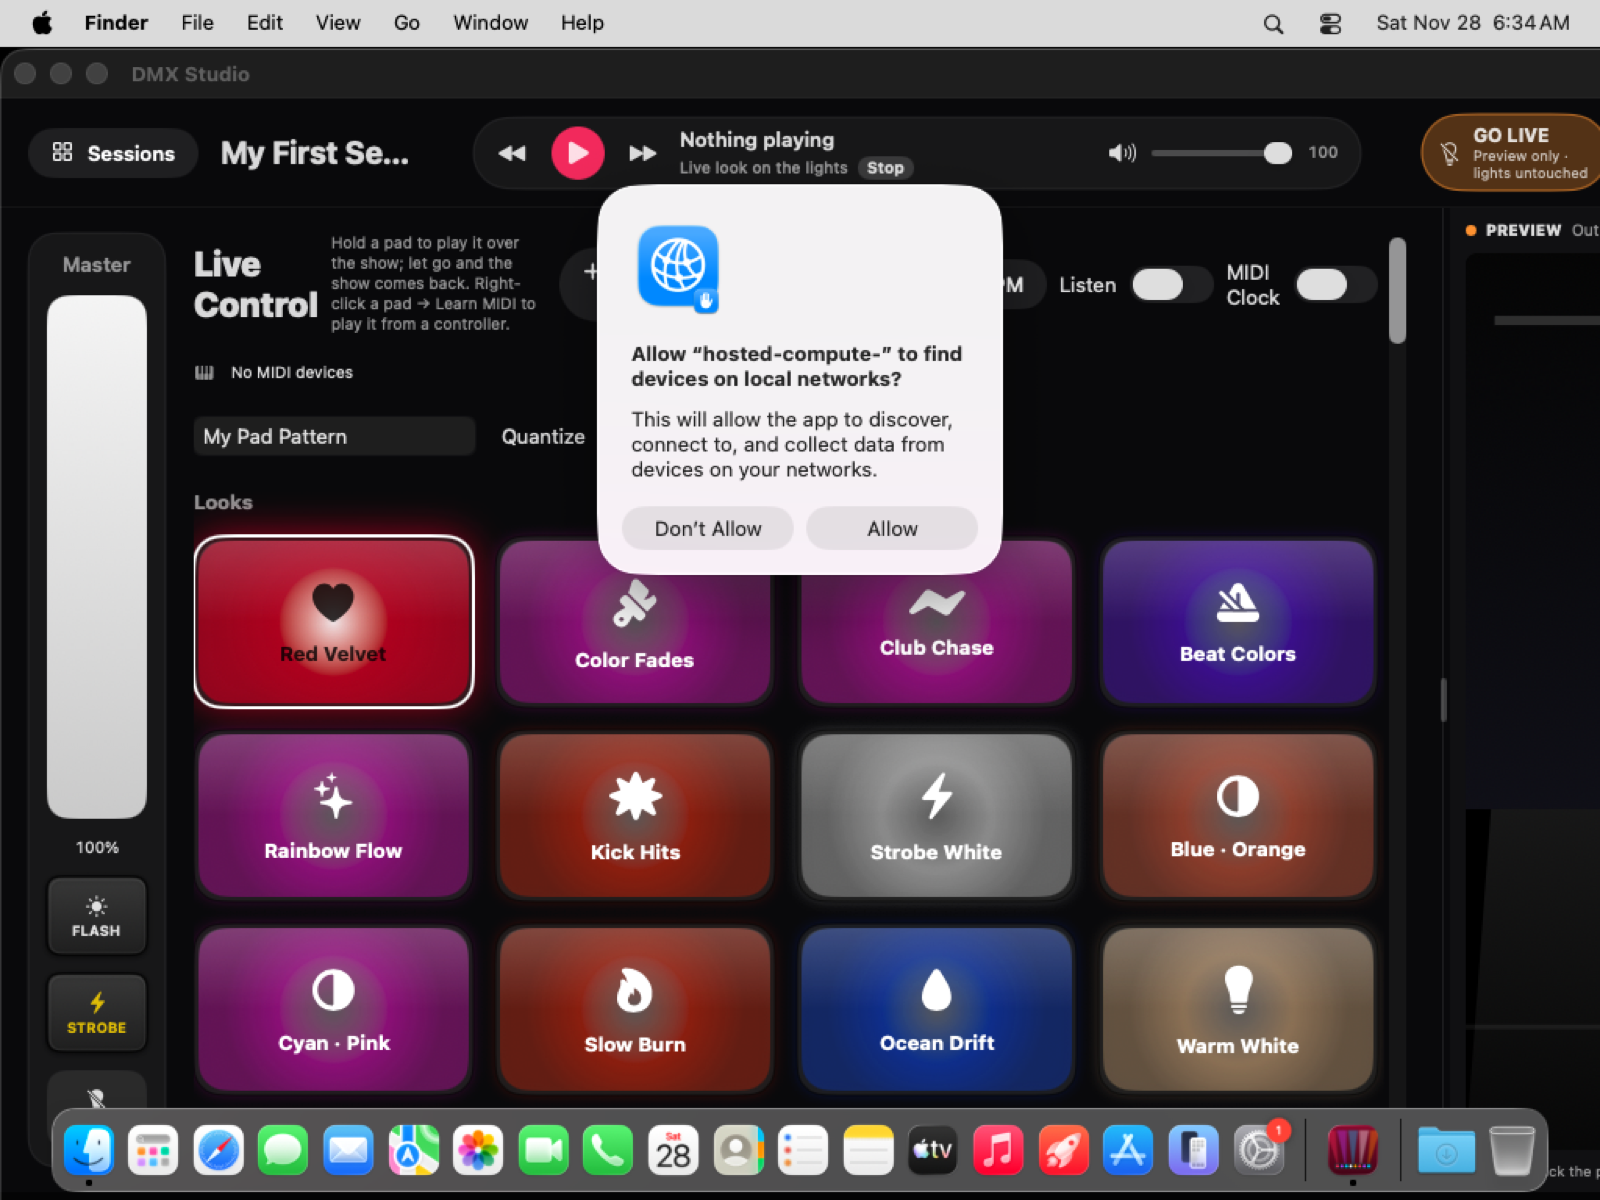 Finder File Edit View Go Window Help Sat Nov 28 6:34 AM
DMX Studio
Sessions
My First Se...
Nothing playing
Live look on the lights Stop
100
GO LIVE
Preview only ·
lights untouched
Master
100%
FLASH
STROBE
Live
Control
Hold a pad to play it over
the show; let go and the
show comes back. Right-
click a pad → Learn MIDI to
play it from a controller.
+
Listen
MIDI
Clock
PREVIEW
No MIDI devices
My Pad Pattern
Quantize
Allow “hosted-compute-” to find
devices on local networks?
This will allow the app to discover,
connect to, and collect data from
devices on your networks.
Don’t Allow
Allow
Looks
Red Velvet
Color Fades
Club Chase
Beat Colors
Rainbow Flow
Kick Hits
Strobe White
Blue · Orange
Cyan · Pink
Slow Burn
Ocean Drift
Warm White
Sat
28
tv
1